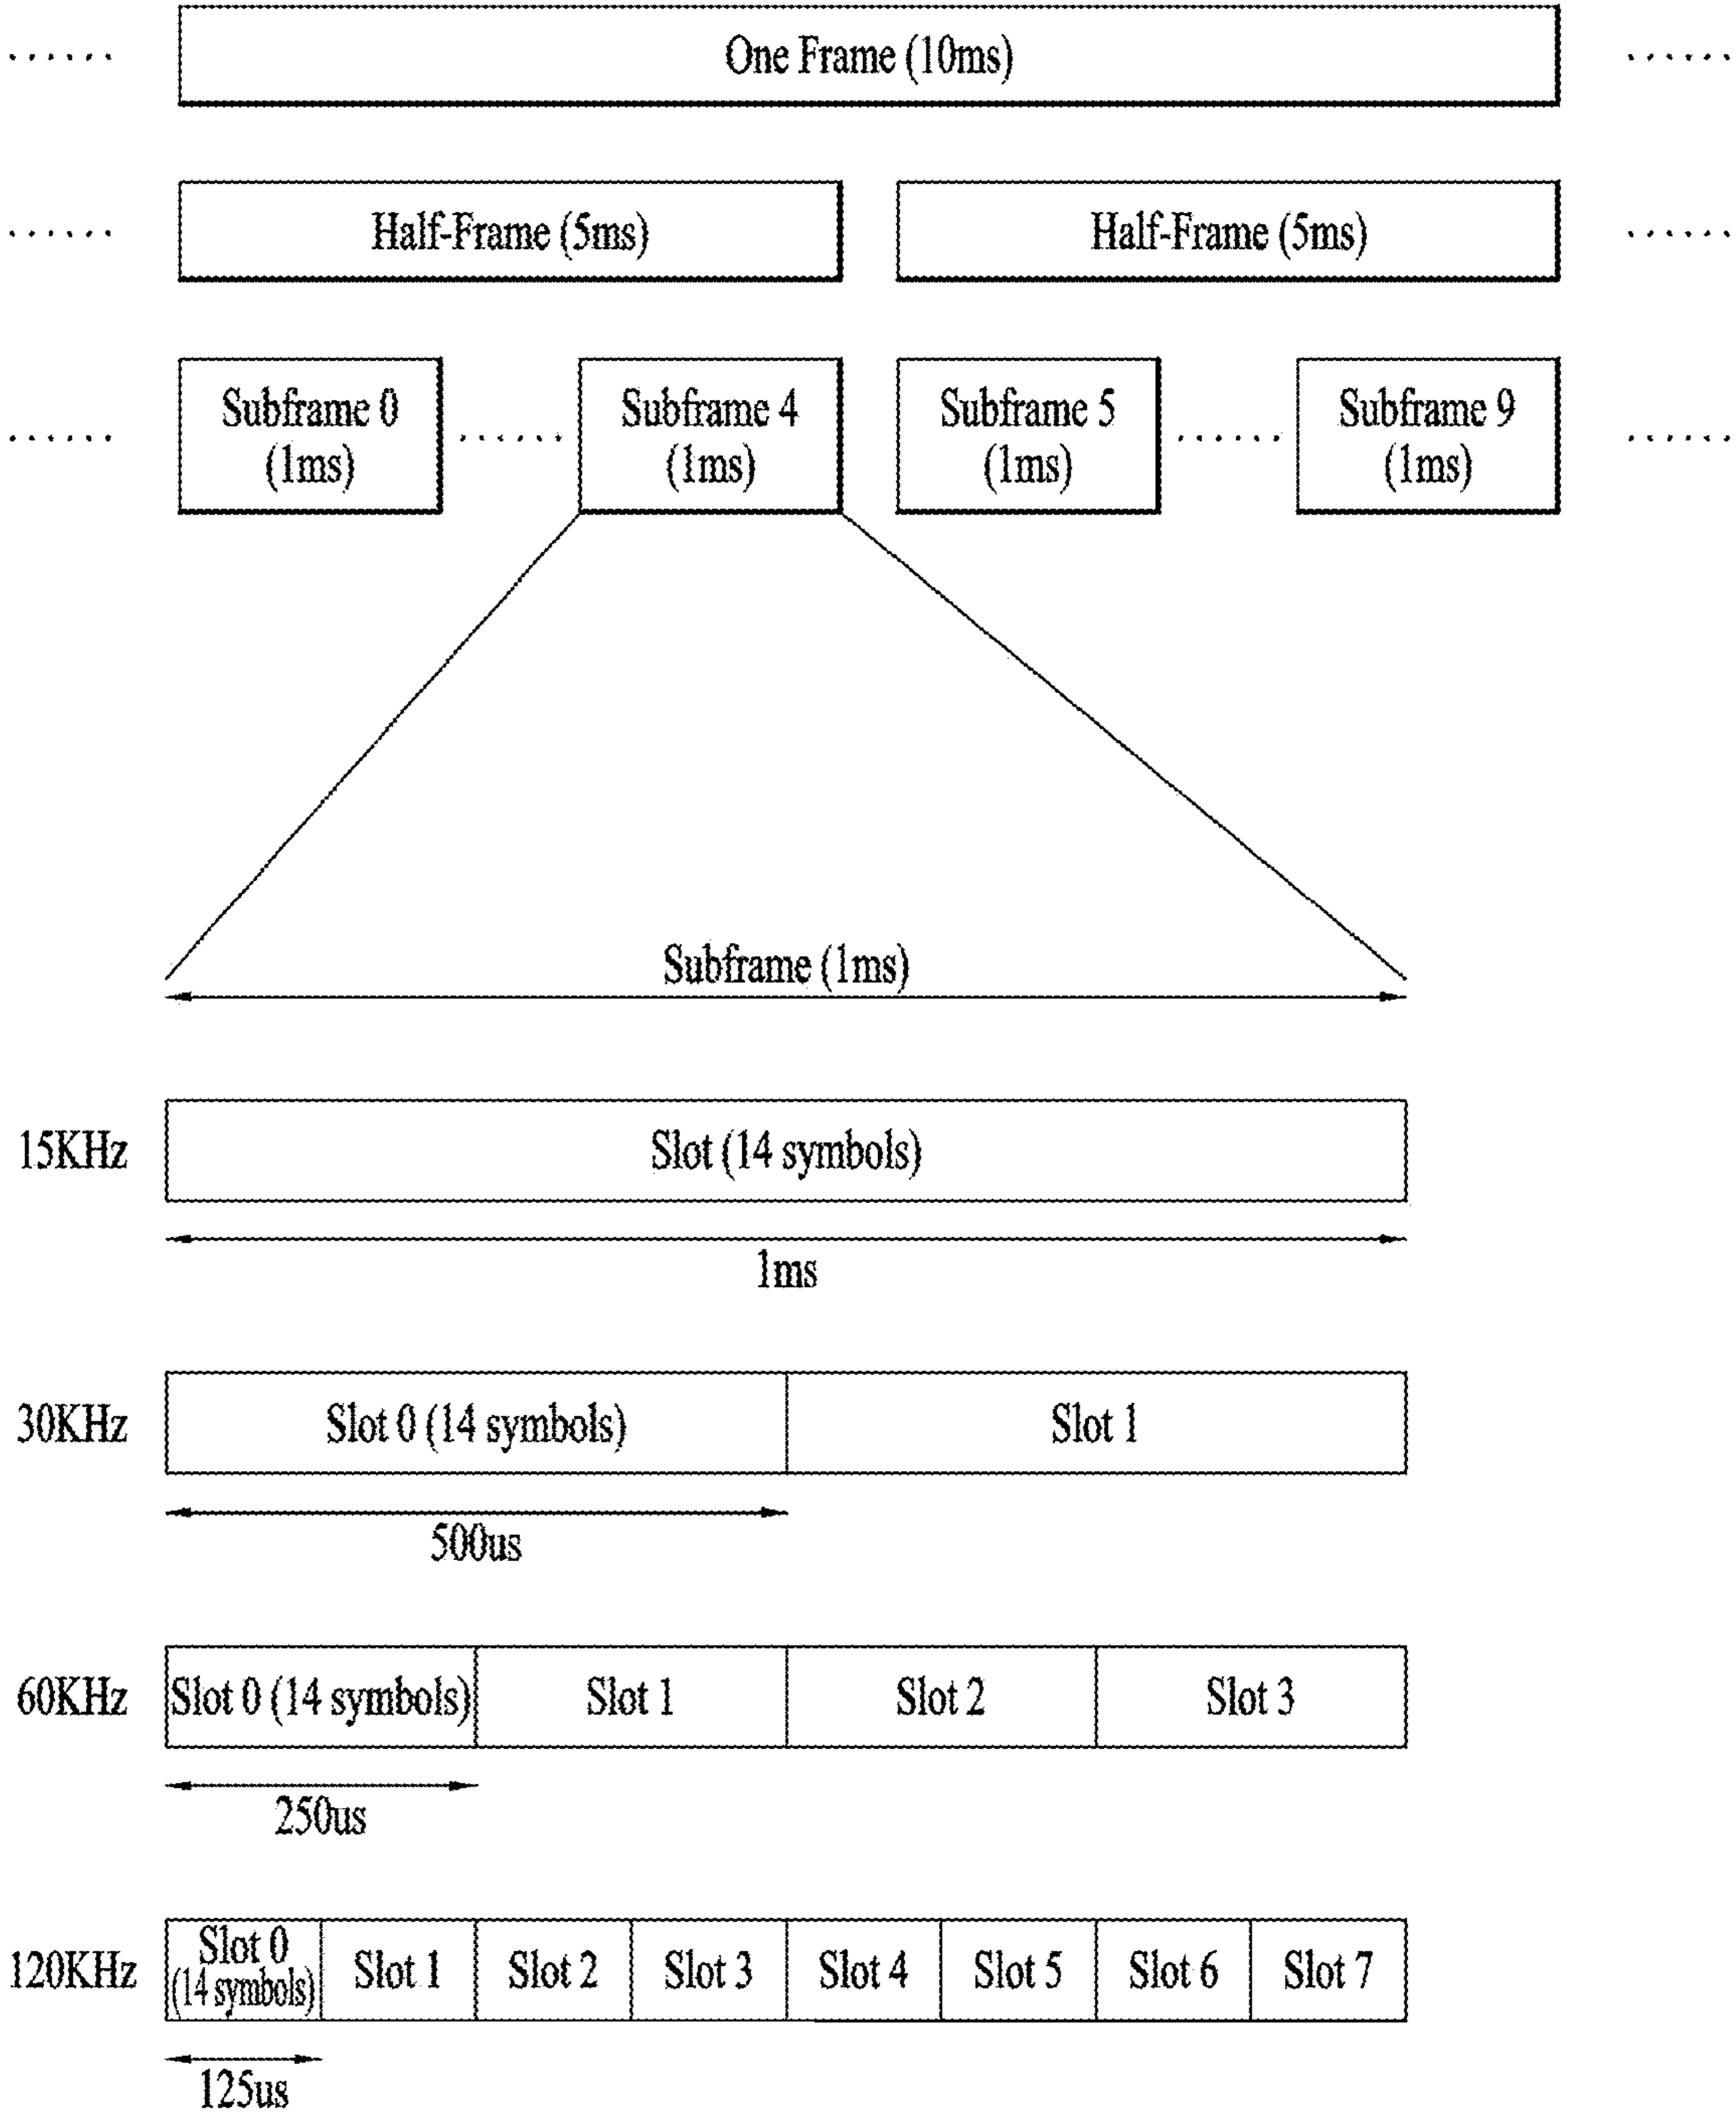 One Frame (10ms)
Half-Frame (5ms) Half-Frame (5ms)
Subframe 0 Subframe 4 Subframe 5 Subframe 9
(1ms) (1ms) (1ms) (1ms)
Subframe (1ms)
15KHz Slot (14 symbols)
1ms
30KHz Slot 0 (14 symbols) Slot 1
500us
60KHz Slot 0 (14 symbols) Slot 1 Slot 2 Slot 3
250us
120KHz Slot 0 (14 symbols) Slot 1 Slot 2 Slot 3 Slot 4 Slot 5 Slot 6 Slot 7
125us